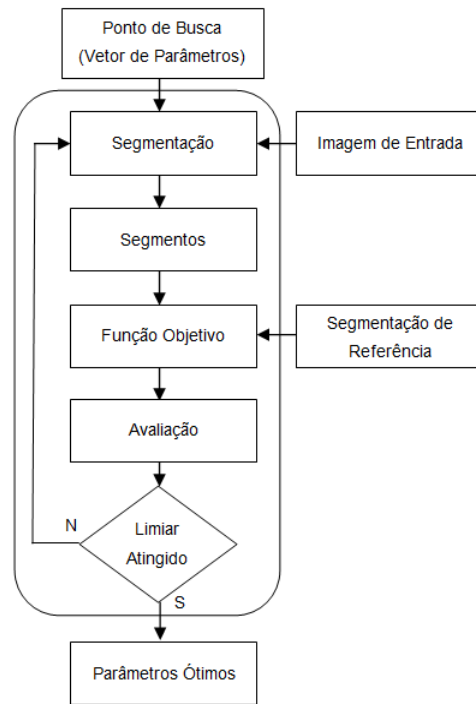 Ponto de Busca
(Vetor de Parâmetros)
Segmentação
Imagem de Entrada
Segmentos
Função Objetivo
Segmentação de
Referência
Avaliação
N
Limiar
Atingido
S
Parâmetros Ótimos